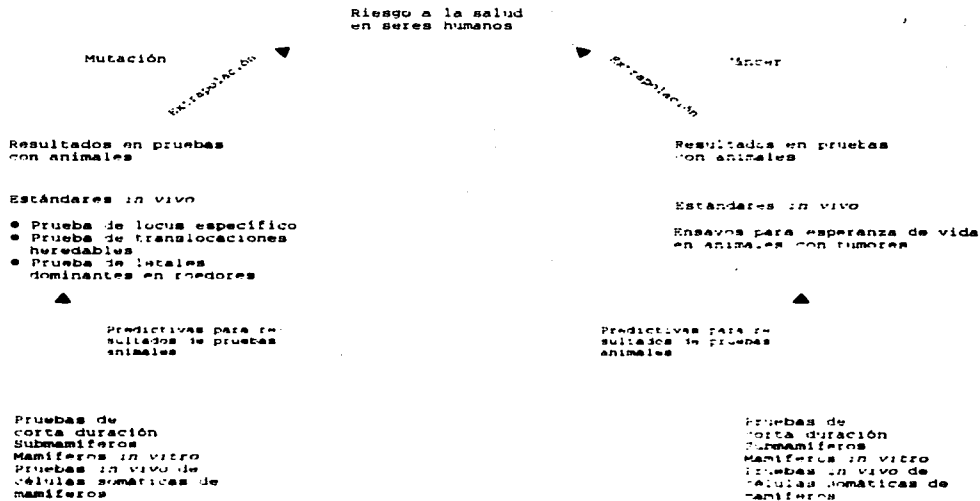 Riesgo a la salud
en seres humanos
Mutación
Extrapolación
Resultados en pruebas
con animales
Estándares in vivo
● Prueba de locus específico
● Prueba de translocaciones
heredables
● Prueba de letales
dominantes en roedores
Predictivas para re-
sultados de pruebas
animales
Pruebas de
corta duración
Submamíferos
Mamíferos in vitro
Pruebas in vivo de
células somáticas de
mamíferos
Cáncer
Extrapolación
Resultados en pruebas
con animales
Estándares in vivo
Ensayos para esperanza de vida
en animales con tumores
Predictivas para re
sultados de pruebas
animales
Pruebas de
corta duración
Submamíferos
Mamíferos in vitro
Pruebas in vivo de
células somáticas de
mamíferos